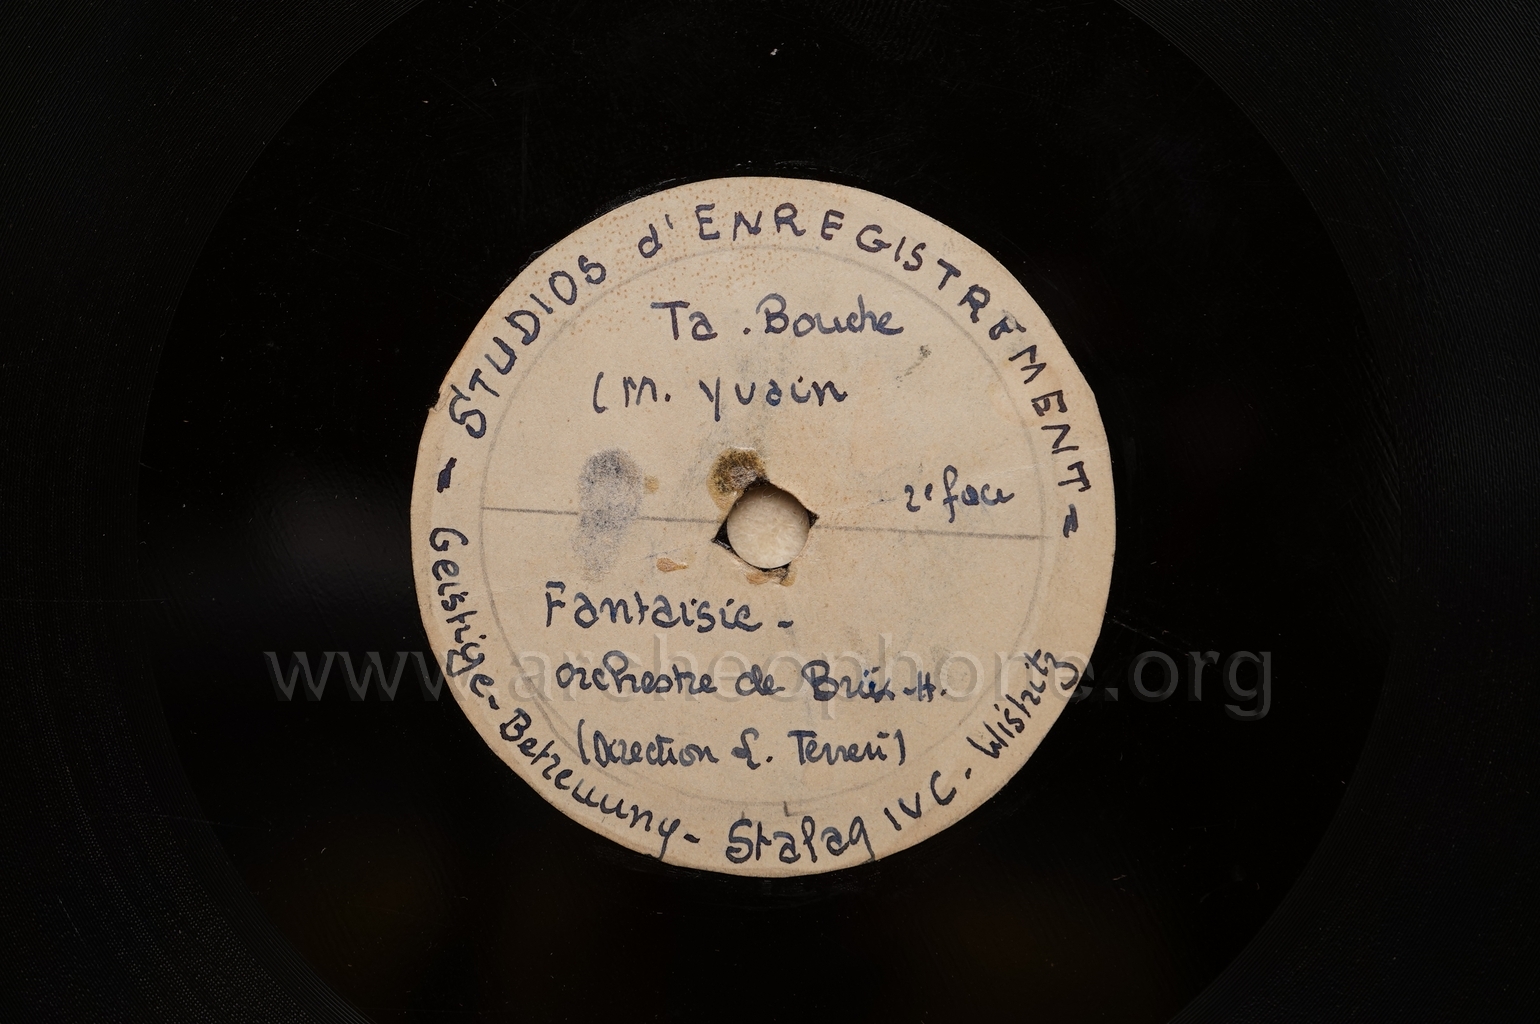 ~ STUDIOS d'ENREGISTREMENT ~
Ta . Bouche
(M. Yvain
2e face
Fantaisie -
orchestre de Brüx-H.
(Direction
Geistige - Betreuung - Stalag IVC - Wistritz
www.archeophone.org